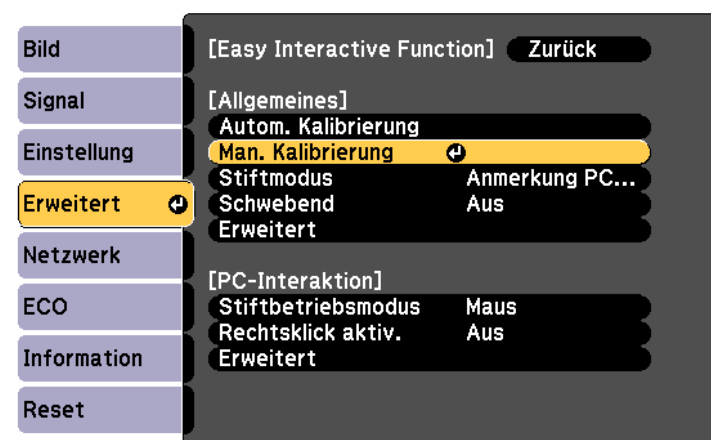 Bild
Signal
Einstellung
Erweitert
Netzwerk
ECO
Information
Reset
[Easy Interactive Function] Zurück
[Allgemeines]
Autom. Kalibrierung
Man. Kalibrierung
Stiftmodus Anmerkung PC...
Schwebend Aus
Erweitert
[PC-Interaktion]
Stiftbetriebsmodus Maus
Rechtsklick aktiv. Aus
Erweitert